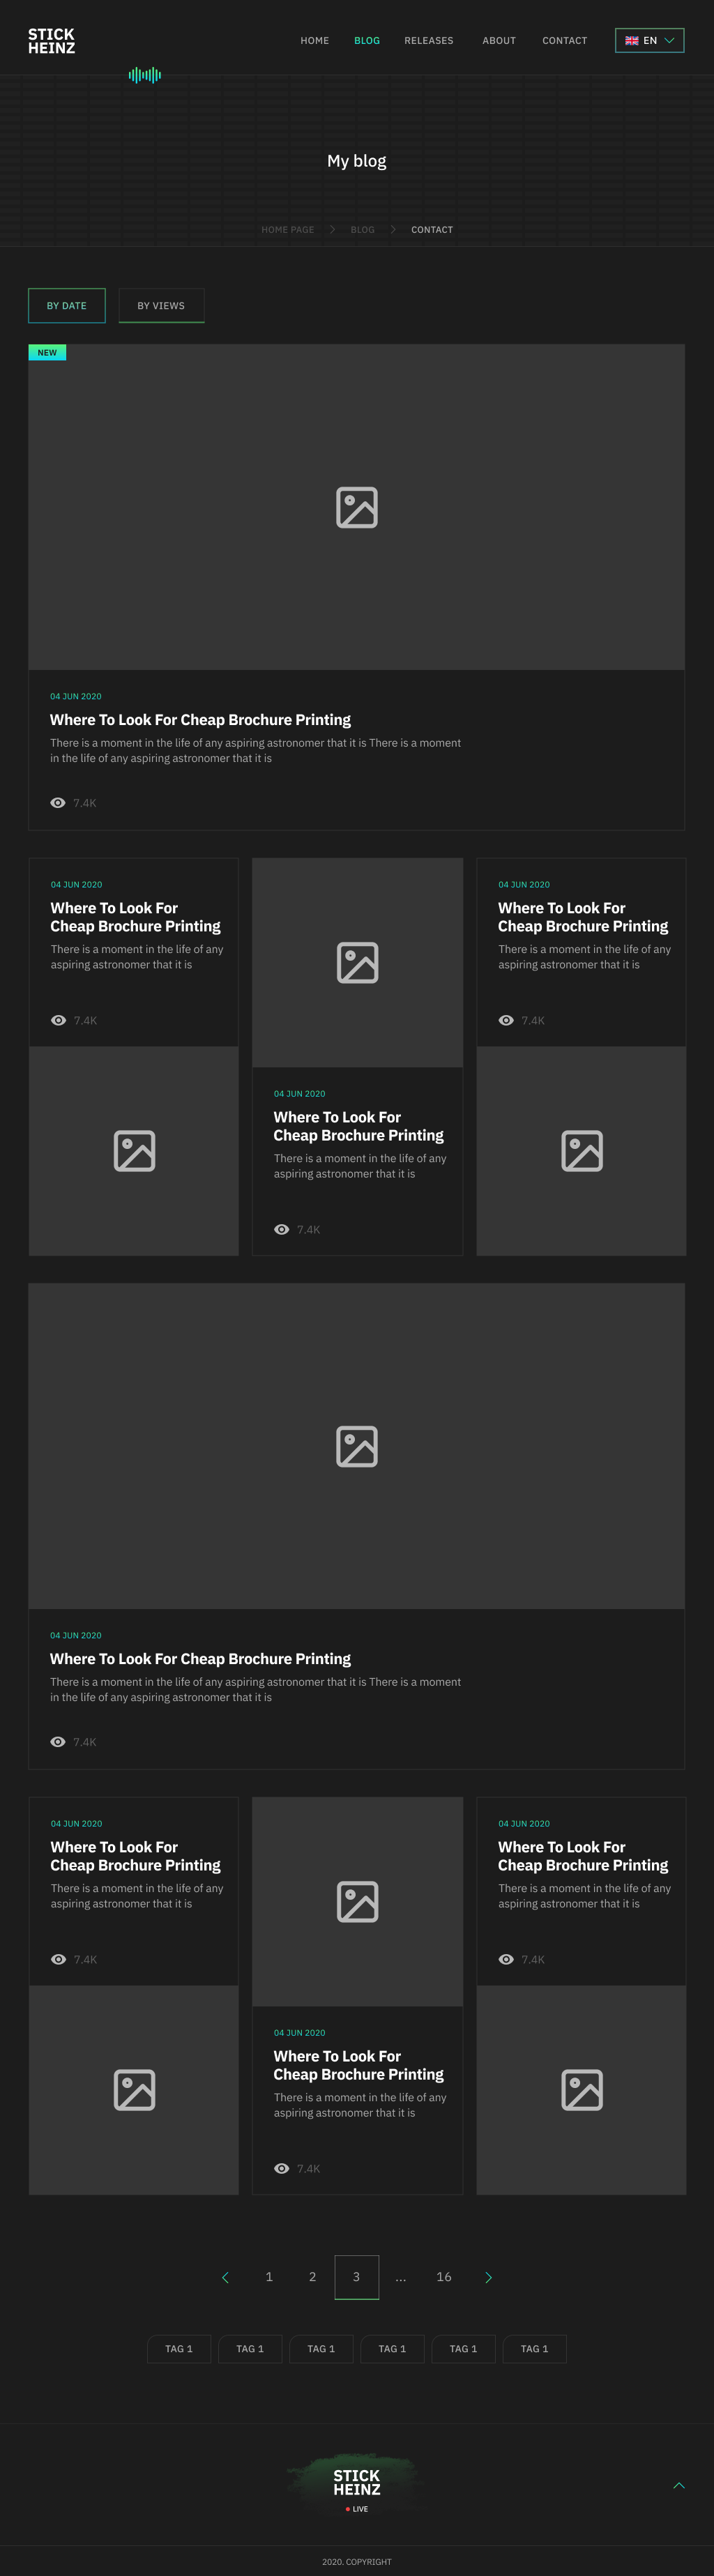 STICK
HEINZ
HOME BLOG RELEASES ABOUT CONTACT EN
My blog
HOME PAGE BLOG CONTACT
BY DATE BY VIEWS
NEW
04 JUN 2020
Where To Look For Cheap Brochure Printing
There is a moment in the life of any aspiring astronomer that it is There is a moment
in the life of any aspiring astronomer that it is
7.4K
04 JUN 2020
Where To Look For
Cheap Brochure Printing
There is a moment in the life of any
aspiring astronomer that it is
7.4K
04 JUN 2020
Where To Look For
Cheap Brochure Printing
There is a moment in the life of any
aspiring astronomer that it is
7.4K
04 JUN 2020
Where To Look For
Cheap Brochure Printing
There is a moment in the life of any
aspiring astronomer that it is
7.4K
04 JUN 2020
Where To Look For Cheap Brochure Printing
There is a moment in the life of any aspiring astronomer that it is There is a moment
in the life of any aspiring astronomer that it is
7.4K
04 JUN 2020
Where To Look For
Cheap Brochure Printing
There is a moment in the life of any
aspiring astronomer that it is
7.4K
04 JUN 2020
Where To Look For
Cheap Brochure Printing
There is a moment in the life of any
aspiring astronomer that it is
7.4K
04 JUN 2020
Where To Look For
Cheap Brochure Printing
There is a moment in the life of any
aspiring astronomer that it is
7.4K
1 2 3 ... 16
TAG 1 TAG 1 TAG 1 TAG 1 TAG 1 TAG 1
STICK
HEINZ
LIVE
2020. COPYRIGHT